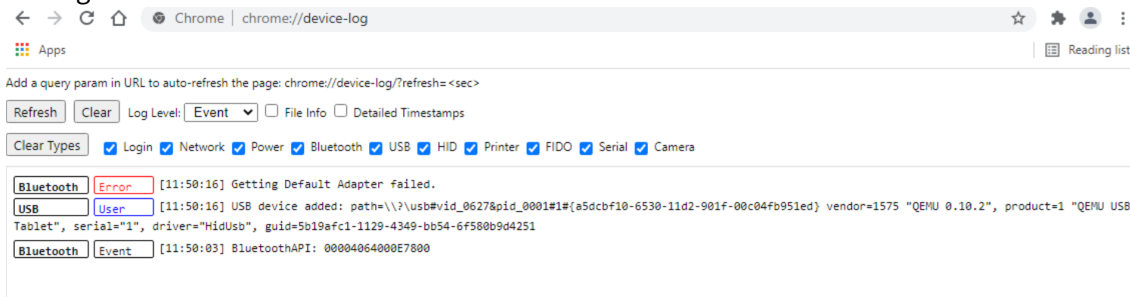 Chrome | chrome://device-log
Apps
Reading list
Add a query param in URL to auto-refresh the page: chrome://device-log/?refresh=<sec>
Refresh Clear Log Level: Event File Info Detailed Timestamps
Clear Types Login Network Power Bluetooth USB HID Printer FIDO Serial Camera
Bluetooth Error [11:50:16] Getting Default Adapter failed.
USB User [11:50:16] USB device added: path=\\?\usb#vid_0627&pid_0001#1#{a5dcbf10-6530-11d2-901f-00c04fb951ed} vendor=1575 "QEMU 0.10.2", product=1 "QEMU USB
Tablet", serial="1", driver="HidUsb", guid=5b19afc1-1129-4349-bb54-6f580b9d4251
Bluetooth Event [11:50:03] BluetoothAPI: 00004064000E7800